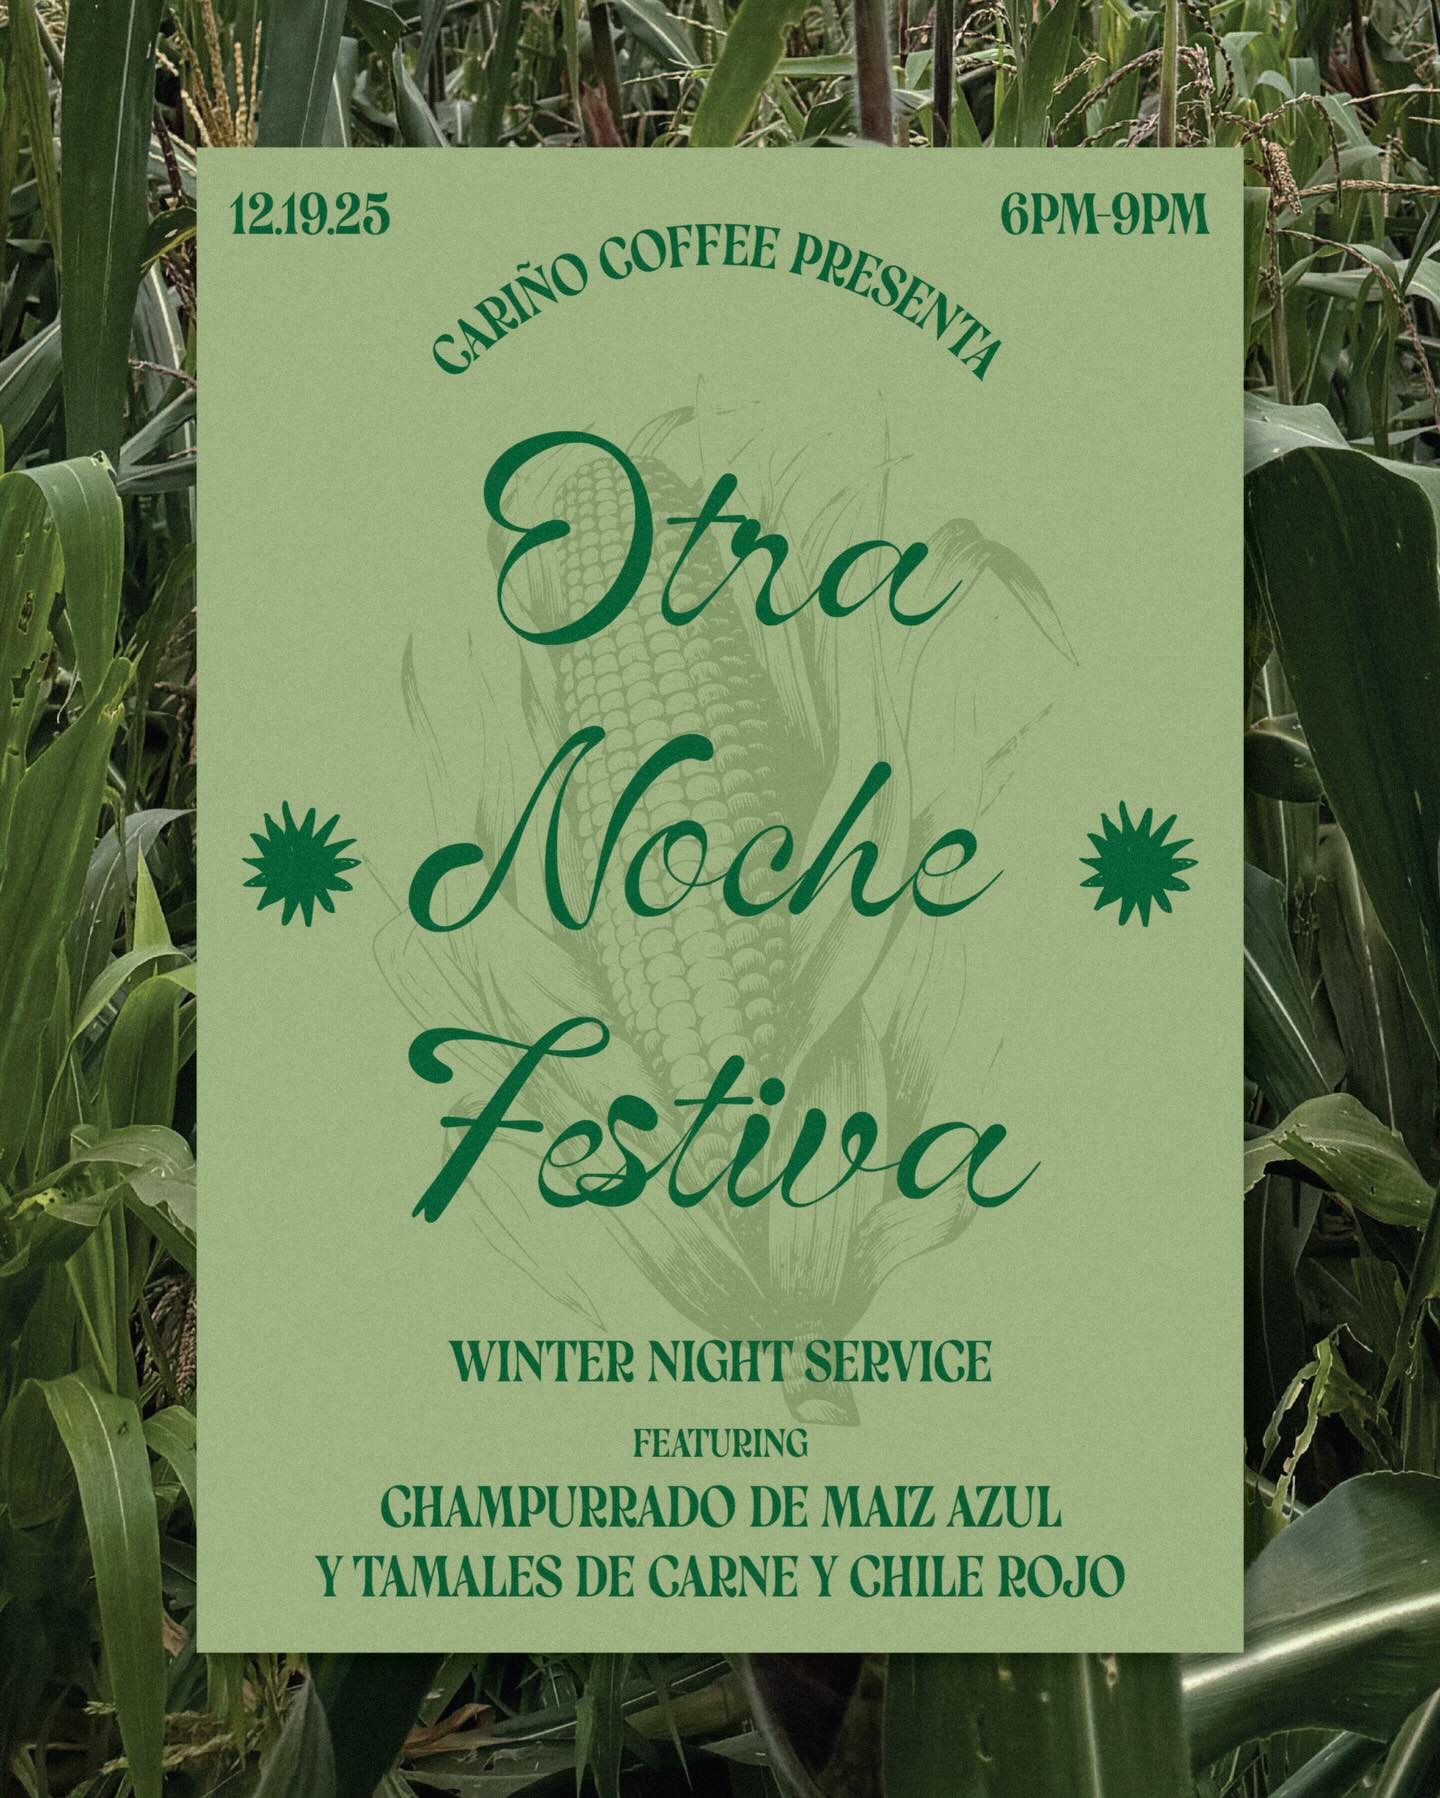 12.19.25
6PM-9PM
CARIÑO COFFEE PRESENTA
Otra
Noche
Festiva
WINTER NIGHT SERVICE
FEATURING
CHAMPURRADO DE MAIZ AZUL
Y TAMALES DE CARNE Y CHILE ROJO